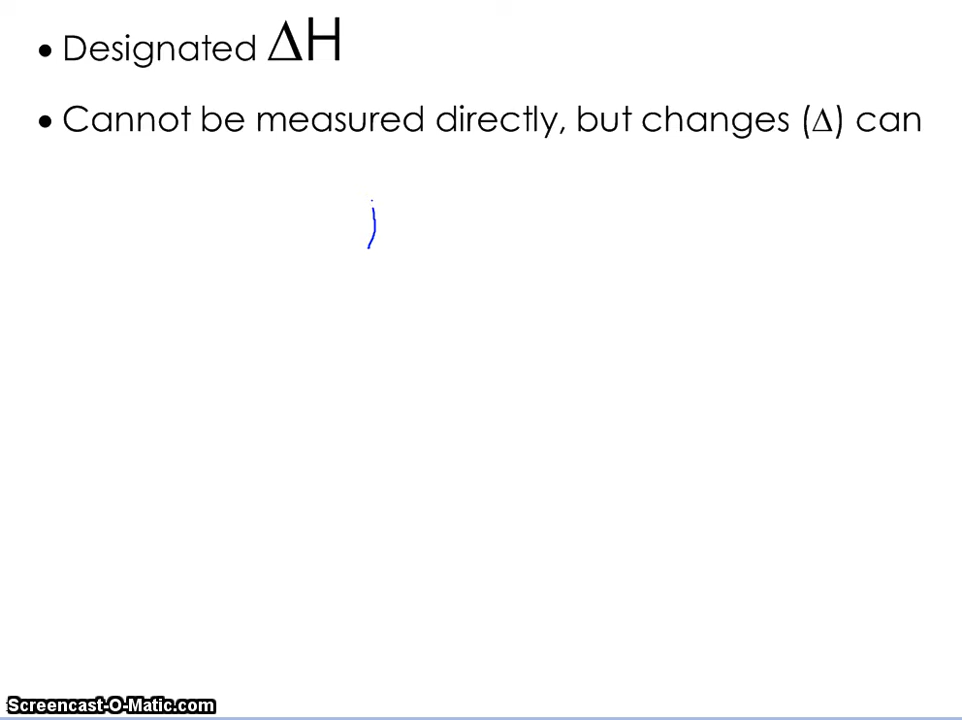 • Designated ΔH
• Cannot be measured directly, but changes (Δ) can
Screencast-O-Matic.com